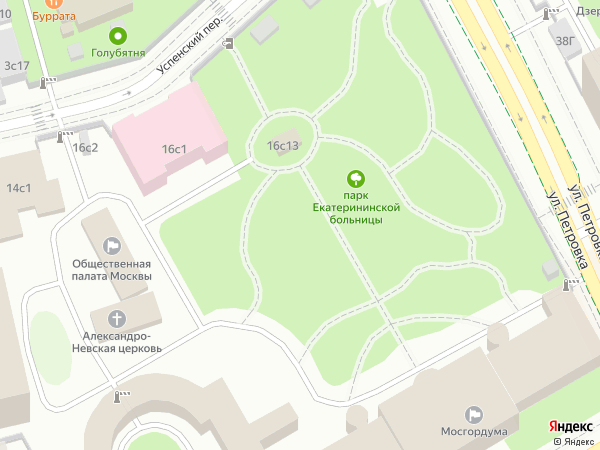 10
Буррата
Дзер
38Г
Голубятня
3с17
Успенский пер.
16с2
16с1
16с13
14с1
парк
Екатерининской
больницы
ул. Петровка
ул. Петровка
Общественная
палата Москвы
Александро-
Невская церковь
Мосгордума
Яндекс
© Яндекс